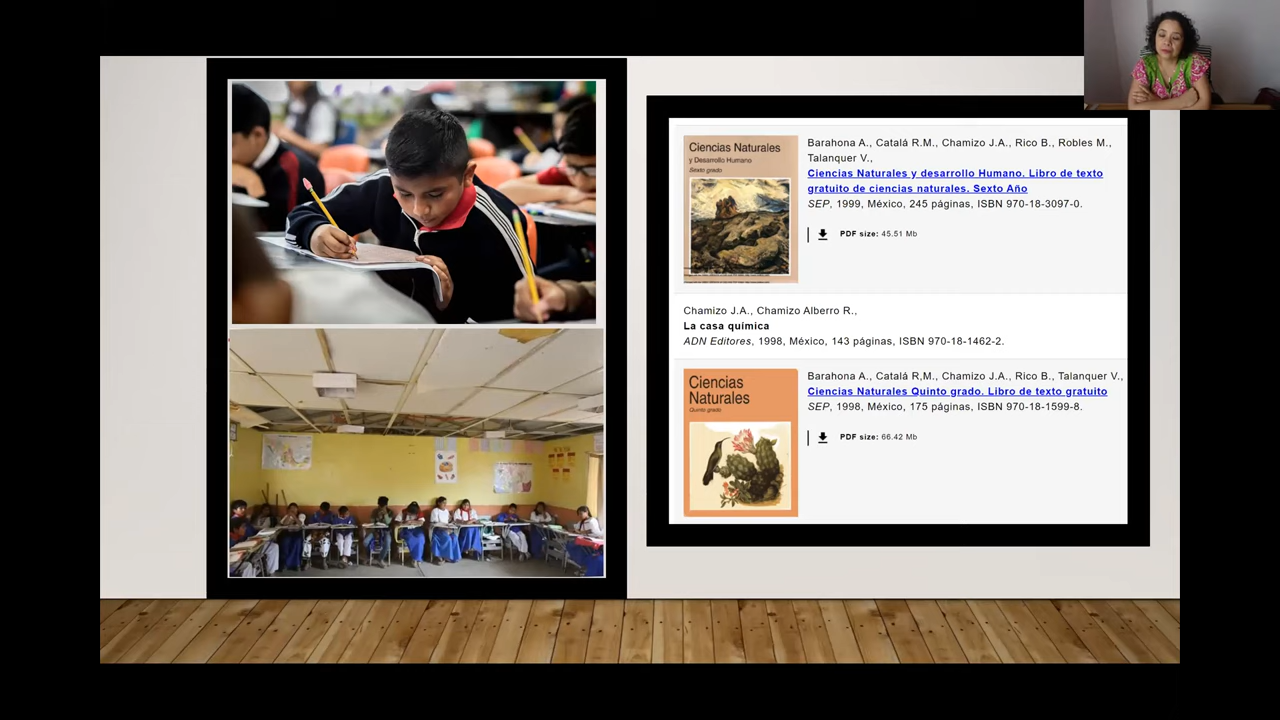 Ciencias Naturales
y Desarrollo Humano
Sexto grado
Barahona A., Catalá R.M., Chamizo J.A., Rico B., Robles M.,
Talanquer V.,
Ciencias Naturales y desarrollo Humano. Libro de texto
gratuito de ciencias naturales. Sexto Año
SEP, 1999, México, 245 páginas, ISBN 970-18-3097-0.
PDF size: 45.51 Mb
Chamizo J.A., Chamizo Alberro R.,
La casa química
ADN Editores, 1998, México, 143 páginas, ISBN 970-18-1462-2.
Ciencias
Naturales
Quinto grado
Barahona A., Catalá R,M., Chamizo J.A., Rico B., Talanquer V.,
Ciencias Naturales Quinto grado. Libro de texto gratuito
SEP, 1998, México, 175 páginas, ISBN 970-18-1599-8.
PDF size: 66.42 Mb